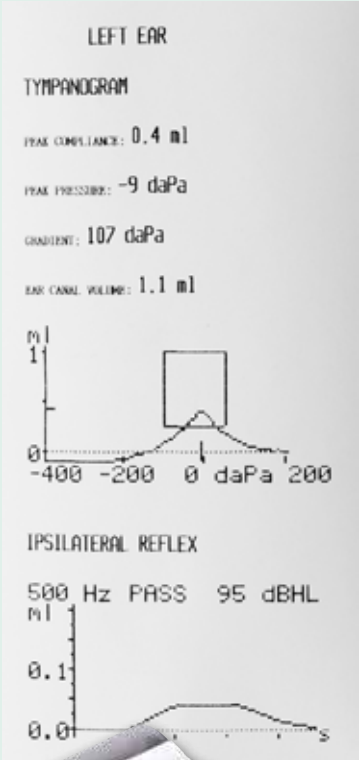 LEFT EAR
TYMPANOGRAM
PEAK COMPLIANCE: 0.4 ml
PEAK PRESSURE: -9 daPa
GRADIENT: 107 daPa
EAR CANAL VOLUME: 1.1 ml
ml
1
0
-400 -200 0 daPa 200
IPSILATERAL REFLEX
500 Hz PASS 95 dBHL
ml
0.1
0.0
s